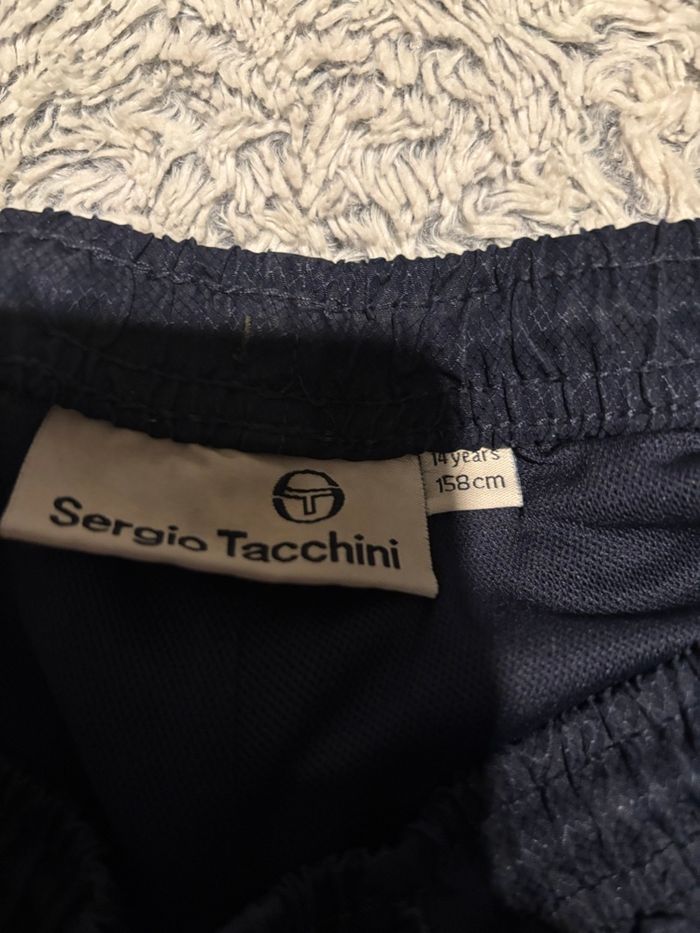 Sergio Tacchini
14 years
158cm